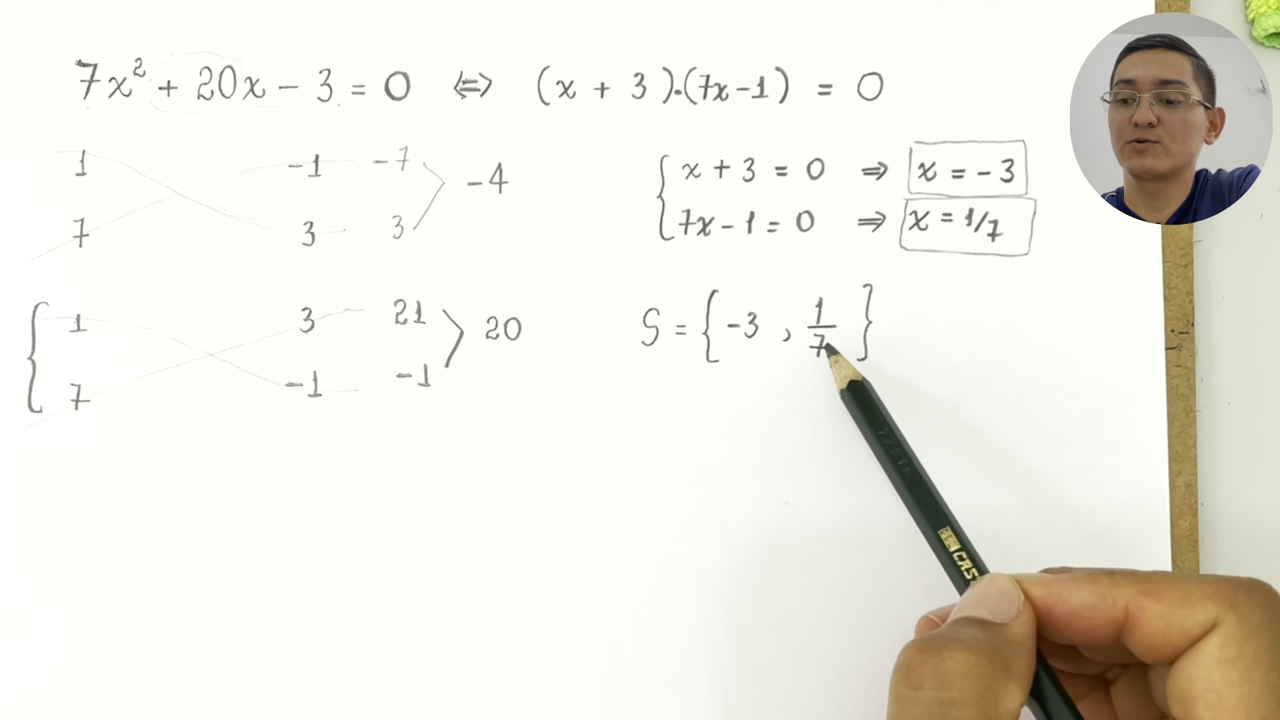 7x² + 20x - 3 = 0 ⇔ (x + 3).(7x-1) = 0
1 -1 -7
-4
7 3 3
x + 3 = 0 ⇒ x = -3
7x - 1 = 0 ⇒ x = 1/7
1 3 21
20
7 -1 -1
S = { -3 , 1/7 }
CAST